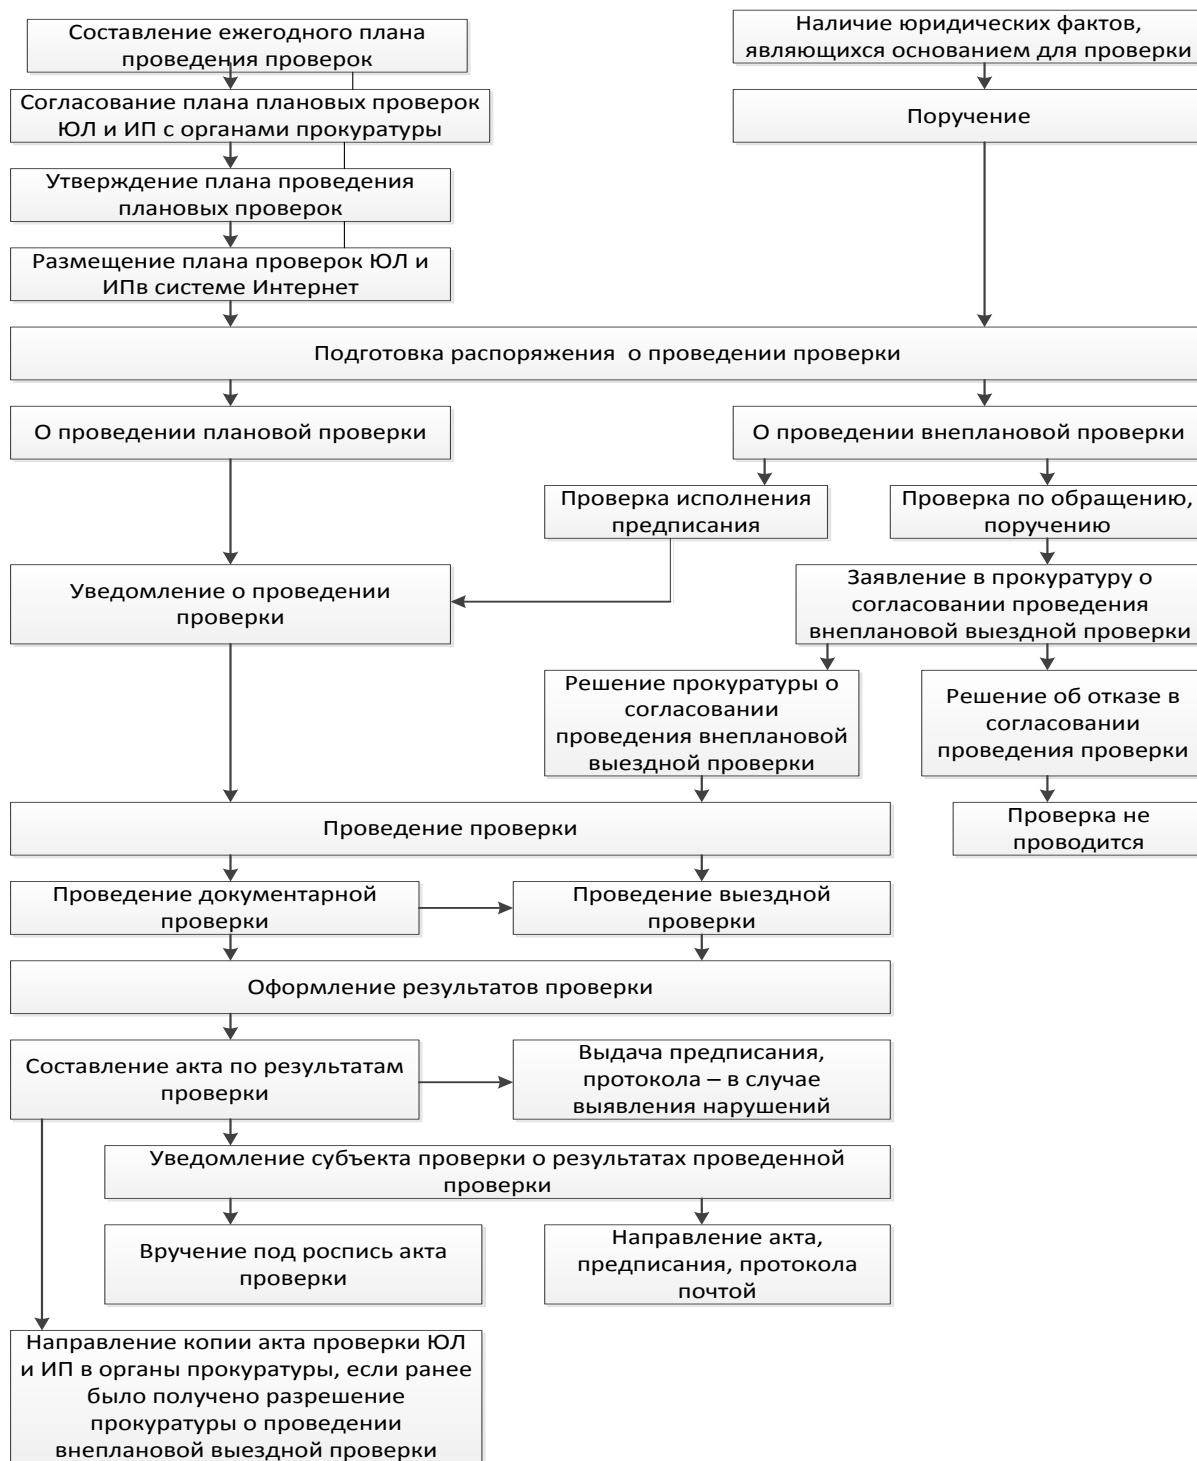 Составление ежегодного плана
проведения проверок
Наличие юридических фактов,
являющихся основанием для проверки
Согласование плана плановых проверок
ЮЛ и ИП с органами прокуратуры
Поручение
Утверждение плана проведения
плановых проверок
Размещение плана проверок ЮЛ и
ИПв системе Интернет
Подготовка распоряжения о проведении проверки
О проведении плановой проверки
О проведении внеплановой проверки
Проверка исполнения
предписания
Проверка по обращению,
поручению
Уведомление о проведении
проверки
Заявление в прокуратуру о
согласовании проведения
внеплановой выездной проверки
Решение прокуратуры о
согласовании
проведения внеплановой
выездной проверки
Решение об отказе в
согласовании
проведения проверки
Проведение проверки
Проверка не
проводится
Проведение документарной
проверки
Проведение выездной
проверки
Оформление результатов проверки
Составление акта по результатам
проверки
Выдача предписания,
протокола – в случае
выявления нарушений
Уведомление субъекта проверки о результатах проведенной
проверки
Вручение под роспись акта
проверки
Направление акта,
предписания, протокола
почтой
Направление копии акта проверки ЮЛ
и ИП в органы прокуратуры, если ранее
было получено разрешение
прокуратуры о проведении
внеплановой выездной проверки